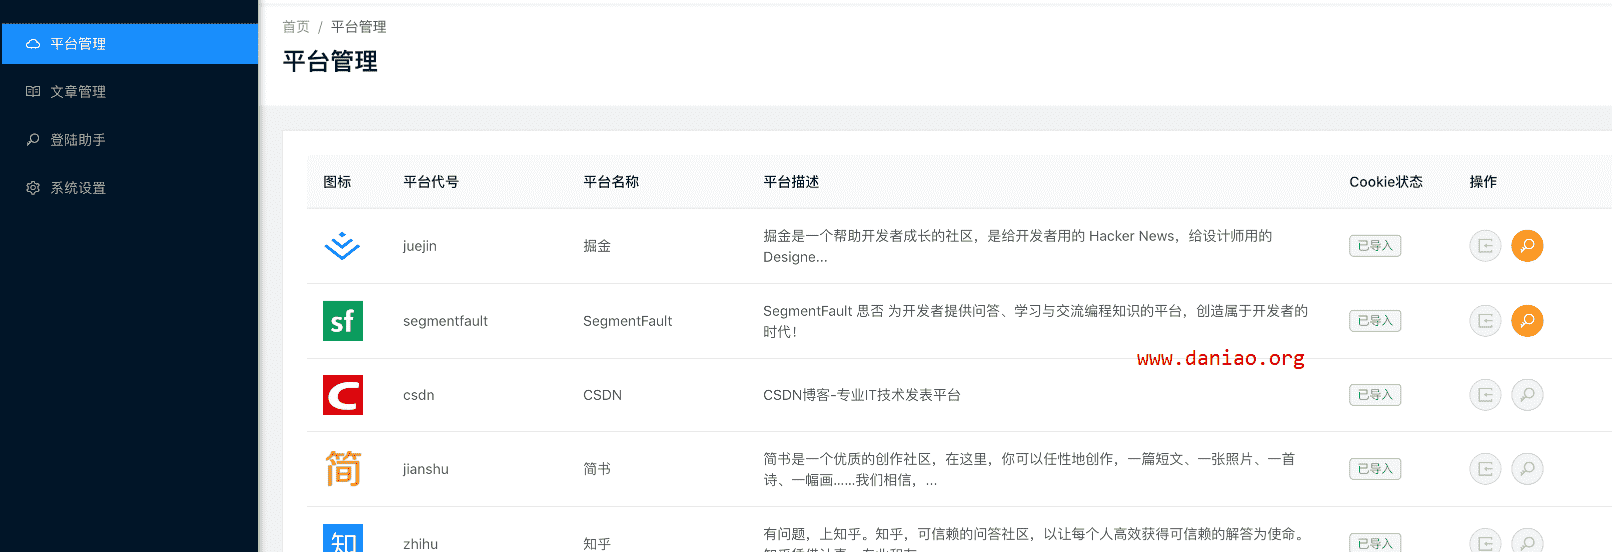 首页 / 平台管理
平台管理
平台管理
文章管理
登陆助手
系统设置
图标 平台代号 平台名称 平台描述 Cookie状态 操作
juejin 掘金 掘金是一个帮助开发者成长的社区，是给开发者用的 Hacker News，给设计师用的
Designe... 已导入
sf segmentfault SegmentFault SegmentFault 思否 为开发者提供问答、学习与交流编程知识的平台，创造属于开发者的
时代！ 已导入
www.daniao.org
C csdn CSDN CSDN博客-专业IT技术发表平台 已导入
简 jianshu 简书 简书是一个优质的创作社区，在这里，你可以任性地创作，一篇短文、一张照片、一首
诗、一幅画......我们相信，... 已导入
知 zhihu 知乎 有问题，上知乎。知乎，可信赖的问答社区，以让每个人高效获得可信赖的解答为使命。
已导入